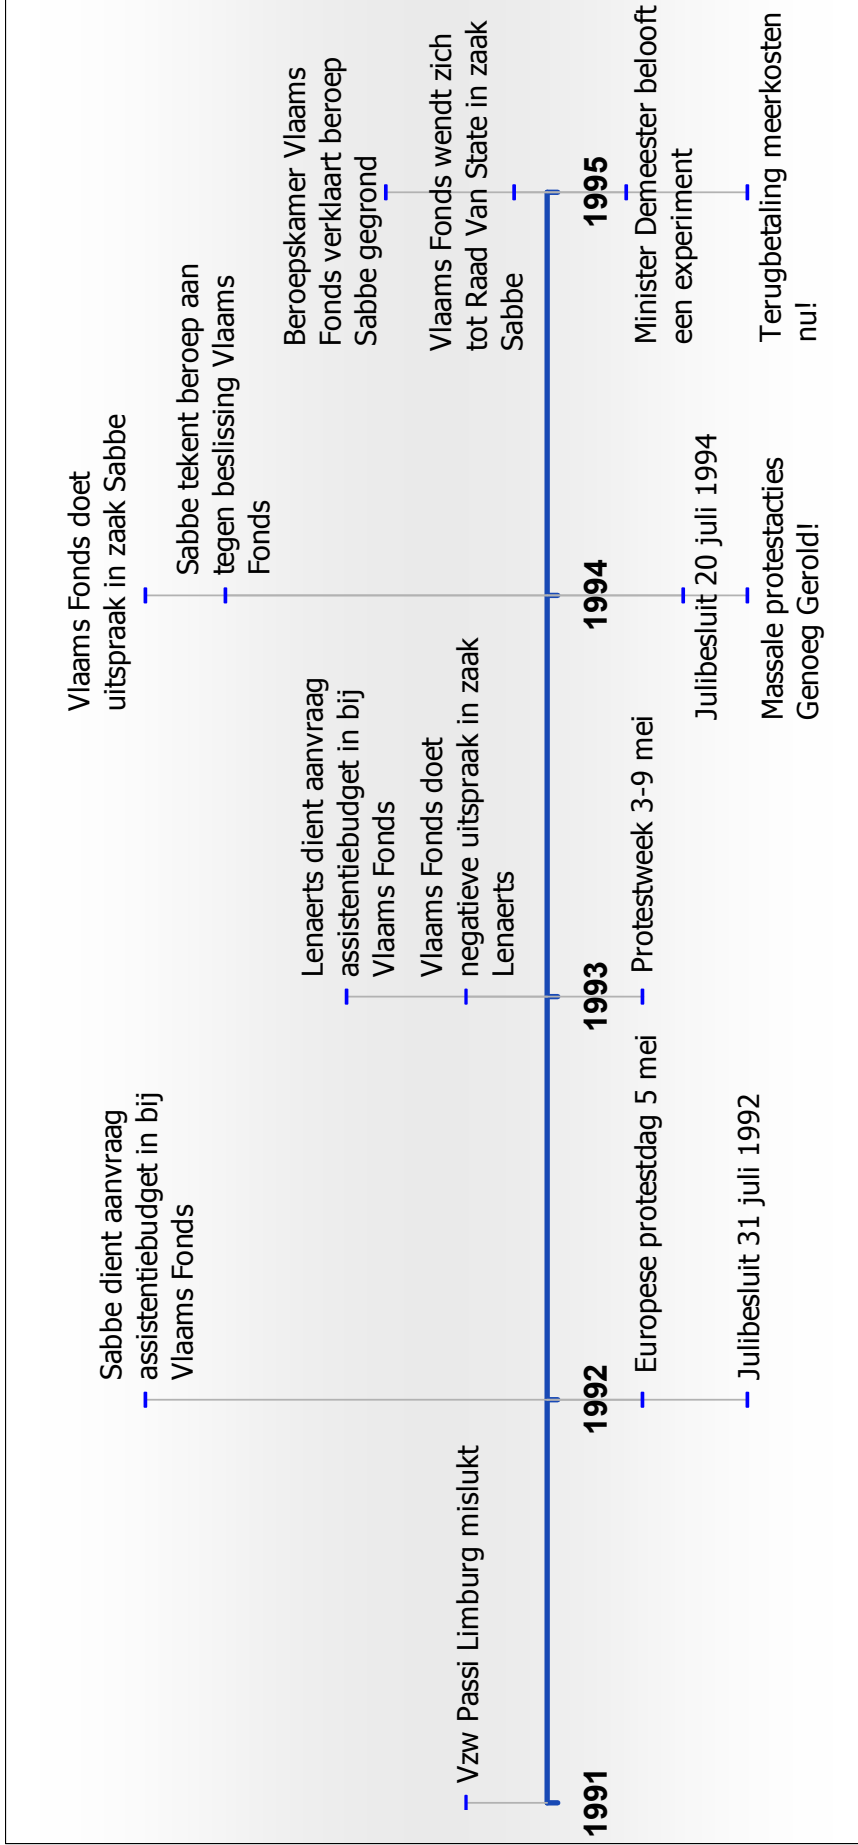 Vzw Passi Limburg mislukt
1991
Sabbe dient aanvraag
assistentiebudget in bij
Vlaams Fonds
1992
Europese protestdag 5 mei
Julibesluit 31 juli 1992
Lenaerts dient aanvraag
assistentiebudget in bij
Vlaams Fonds
Vlaams Fonds doet
negatieve uitspraak in zaak
Lenaerts
1993
Protestweek 3-9 mei
Vlaams Fonds doet
uitspraak in zaak Sabbe
Sabbe tekent beroep aan
tegen beslissing Vlaams
Fonds
1994
Julibesluit 20 juli 1994
Massale protestacties
Genoeg Gerold!
Beroepskamer Vlaams
Fonds verklaart beroep
Sabbe gegrond
Vlaams Fonds wendt zich
tot Raad Van State in zaak
Sabbe
1995
Minister Demeester belooft
een experiment
Terugbetaling meerkosten
nu!